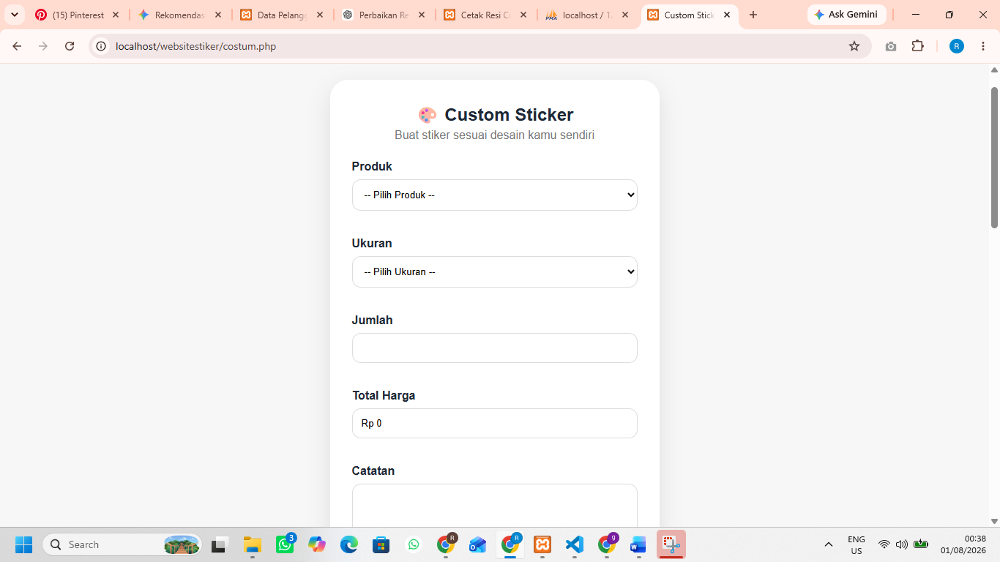 (15) Pinterest
Rekomendas
Data Pelang
Perbaikan Re
Cetak Resi C
localhost / 12
Custom Stick
Ask Gemini
localhost/websitestiker/costum.php
R
Custom Sticker
Buat stiker sesuai desain kamu sendiri
Produk
-- Pilih Produk --
Ukuran
-- Pilih Ukuran --
Jumlah
Total Harga
Rp 0
Catatan
Search
3
R
R
g
ENG
US
00:38
01/08/2026